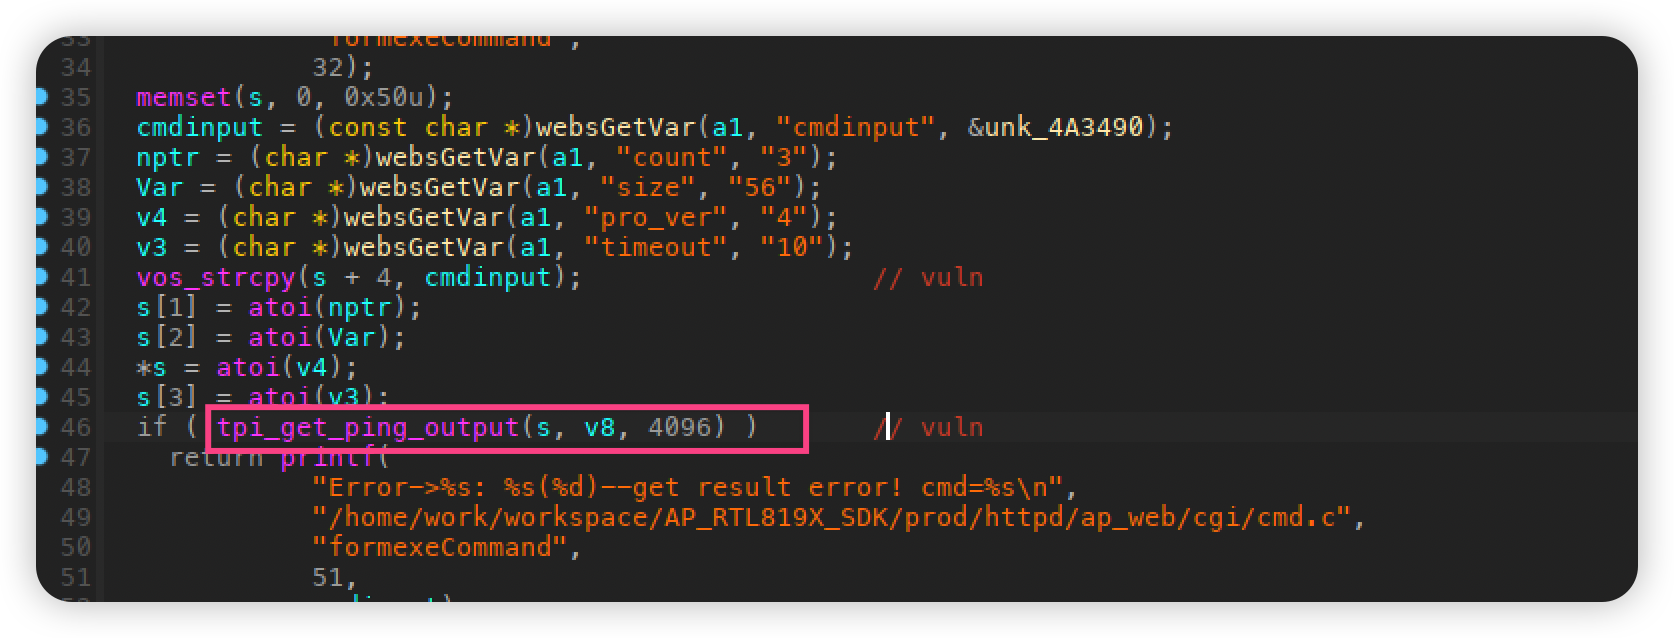 33 "formexeCommand",
34 32);
35 memset(s, 0, 0x50u);
36 cmdinput = (const char *)websGetVar(a1, "cmdinput", &unk_4A3490);
37 nptr = (char *)websGetVar(a1, "count", "3");
38 Var = (char *)websGetVar(a1, "size", "56");
39 v4 = (char *)websGetVar(a1, "pro_ver", "4");
40 v3 = (char *)websGetVar(a1, "timeout", "10");
41 vos_strcpy(s + 4, cmdinput); // vuln
42 s[1] = atoi(nptr);
43 s[2] = atoi(Var);
44 *s = atoi(v4);
45 s[3] = atoi(v3);
46 if ( tpi_get_ping_output(s, v8, 4096) ) // vuln
47 return printf(
48 "Error->%s: %s(%d)--get result error! cmd=%s\n",
49 "/home/work/workspace/AP_RTL819X_SDK/prod/httpd/ap_web/cgi/cmd.c",
50 "formexeCommand",
51 51,